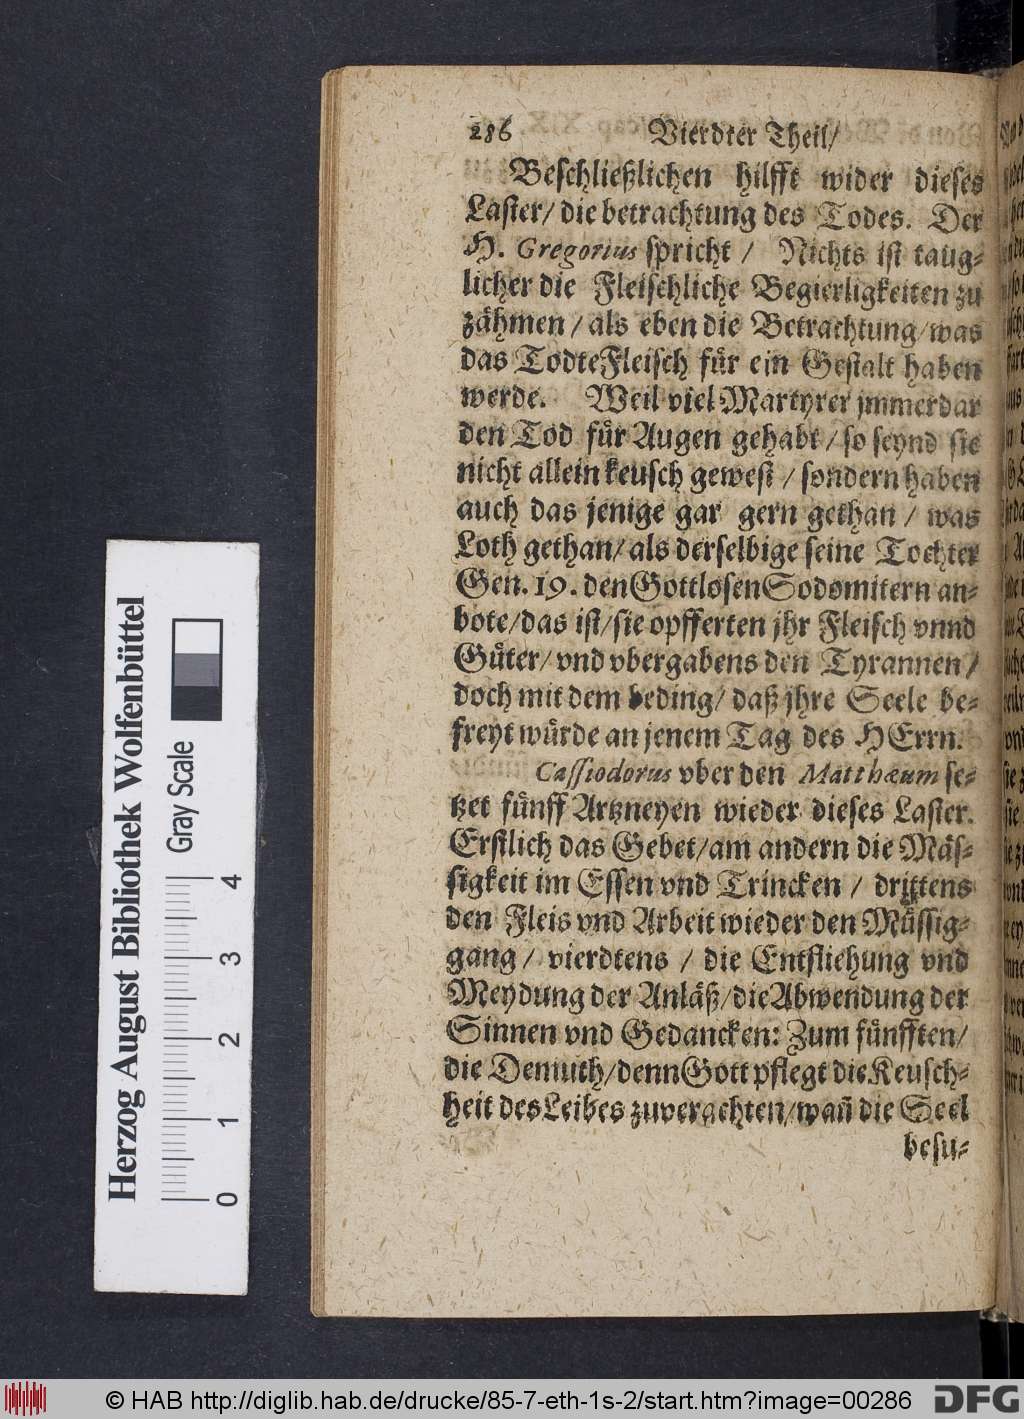 286 Vierdter Theil/
Beschließlichen hilfft wider dieses
Laster/ die betrachtung des Todes. Der
H. Gregorius spricht / Nichts ist taug-
licher die Fleischliche Begierligkeiten zu
zähmen / als eben die Betrachtung/ was
das Todte Fleisch für ein Gestalt haben
werde. Weil viel Martyrer jmmerdar
den Tod für Augen gehabt / so seynd sie
nicht allein keusch gewest / sondern haben
auch das jenige gar gern gethan / was
Loth gethan/ als derselbige seine Tochter
Gen. 19. den Gottlosen Sodomitern an-
bote/ das ist/ sie opfferten jhr Fleisch vnnd
Güter/ vnd vbergabens den Tyrannen /
doch mit dem beding/ daß jhre Seele be-
freyt würde an jenem Tag des HErrn.
Cassiodorus vber den Matthæum se-
tzet fünff Artzneyen wieder dieses Laster.
Erstlich das Gebet/ am andern die Mäs-
sigkeit im Essen vnd Trincken / drittens
den Fleis vnd Arbeit wieder den Müssig-
gang / vierdtens / die Entfliehung vnd
Meydung der Anläß/ die Abwendung der
Sinnen vnd Gedancken: Zum fünfften/
die Demuth/ denn Gott pflegt die Keusch-
heit des Leibes zuverachten/ wañ die Seel
besu-
Herzog August Bibliothek Wolfenbüttel
Gray Scale
0 1 2 3 4
© HAB http://diglib.hab.de/drucke/85-7-eth-1s-2/start.htm?image=00286
DFG